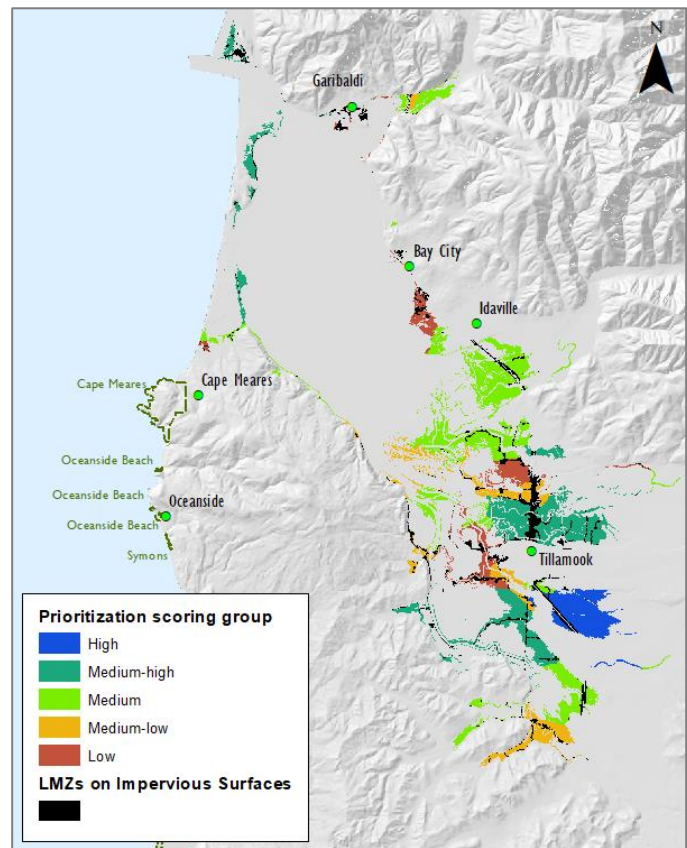 N
Garibaldi
Bay City
Idaville
Cape Meares
Cape Meares
Oceanside Beach
Oceanside Beach
Oceanside
Oceanside Beach
Symons
Tillamook
Prioritization scoring group
High
Medium-high
Medium
Medium-low
Low
LMZs on Impervious Surfaces